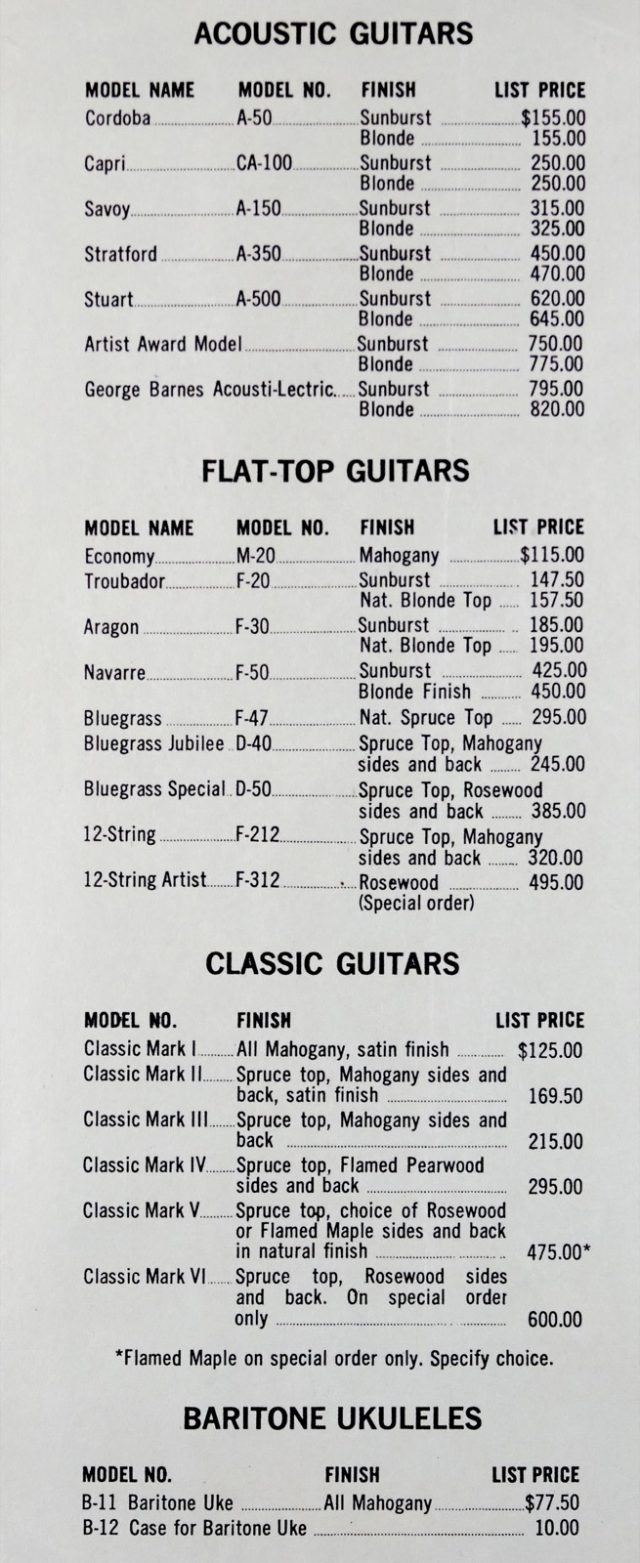 ACOUSTIC GUITARS
MODEL NAME MODEL NO. FINISH LIST PRICE
Cordoba A-50 Sunburst $155.00
Blonde 155.00
Capri CA-100 Sunburst 250.00
Blonde 250.00
Savoy A-150 Sunburst 315.00
Blonde 325.00
Stratford A-350 Sunburst 450.00
Blonde 470.00
Stuart A-500 Sunburst 620.00
Blonde 645.00
Artist Award Model Sunburst 750.00
Blonde 775.00
George Barnes Acousti-Lectric Sunburst 795.00
Blonde 820.00
FLAT-TOP GUITARS
MODEL NAME MODEL NO. FINISH LIST PRICE
Economy M-20 Mahogany $115.00
Troubador F-20 Sunburst 147.50
Nat. Blonde Top 157.50
Aragon F-30 Sunburst 185.00
Nat. Blonde Top 195.00
Navarre F-50 Sunburst 425.00
Blonde Finish 450.00
Bluegrass F-47 Nat. Spruce Top 295.00
Bluegrass Jubilee D-40 Spruce Top, Mahogany
sides and back 245.00
Bluegrass Special D-50 Spruce Top, Rosewood
sides and back 385.00
12-String F-212 Spruce Top, Mahogany
sides and back 320.00
12-String Artist F-312 Rosewood 495.00
(Special order)
CLASSIC GUITARS
MODEL NO. FINISH LIST PRICE
Classic Mark I All Mahogany, satin finish $125.00
Classic Mark II Spruce top, Mahogany sides and
back, satin finish 169.50
Classic Mark III Spruce top, Mahogany sides and
back 215.00
Classic Mark IV Spruce top, Flamed Pearwood
sides and back 295.00
Classic Mark V Spruce top, choice of Rosewood
or Flamed Maple sides and back
in natural finish 475.00*
Classic Mark VI Spruce top, Rosewood sides
and back. On special order
only 600.00
*Flamed Maple on special order only. Specify choice.
BARITONE UKULELES
MODEL NO. FINISH LIST PRICE
B-11 Baritone Uke All Mahogany $77.50
B-12 Case for Baritone Uke 10.00